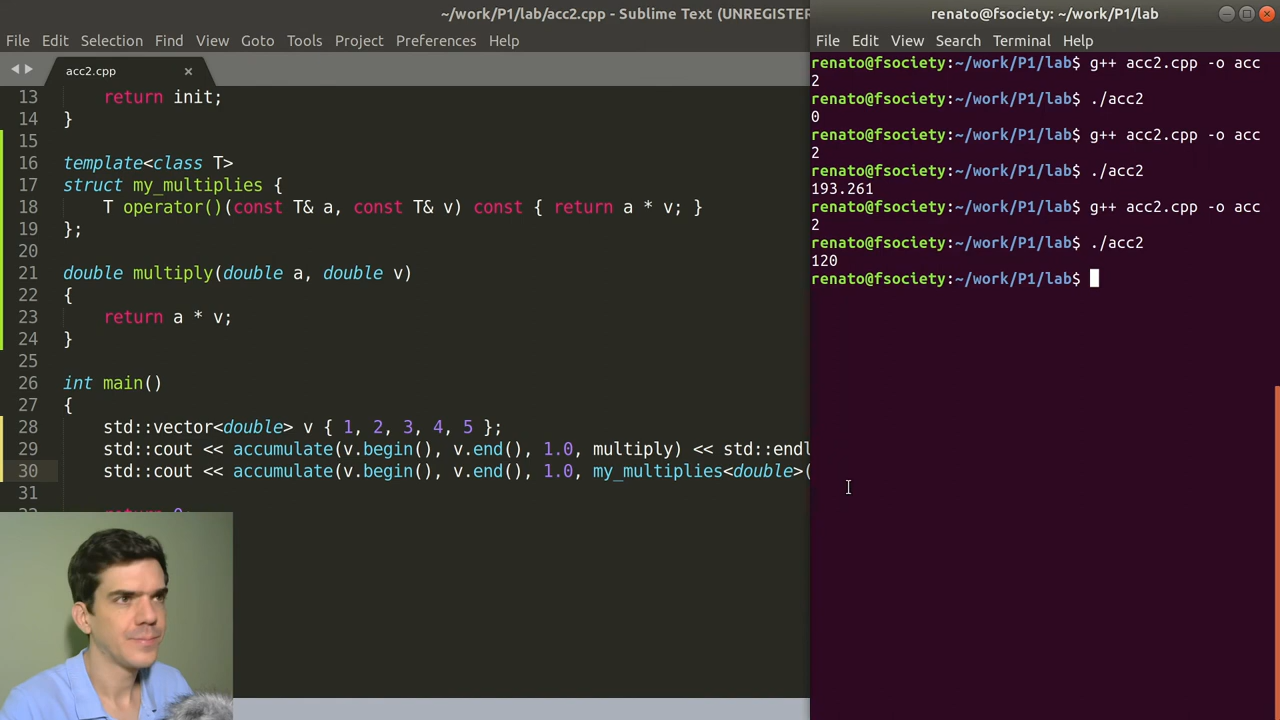 ~/work/P1/lab/acc2.cpp - Sublime Text (UNREGISTER
File Edit Selection Find View Goto Tools Project Preferences Help
acc2.cpp ×
13 return init;
14 }
15
16 template<class T>
17 struct my_multiplies {
18 T operator()(const T& a, const T& v) const { return a * v; }
19 };
20
21 double multiply(double a, double v)
22 {
23 return a * v;
24 }
25
26 int main()
27 {
28 std::vector<double> v { 1, 2, 3, 4, 5 };
29 std::cout << accumulate(v.begin(), v.end(), 1.0, multiply) << std::endl
30 std::cout << accumulate(v.begin(), v.end(), 1.0, my_multiplies<double>(
31
renato@fsociety: ~/work/P1/lab
File Edit View Search Terminal Help
renato@fsociety:~/work/P1/lab$ g++ acc2.cpp -o acc
2
renato@fsociety:~/work/P1/lab$ ./acc2
0
renato@fsociety:~/work/P1/lab$ g++ acc2.cpp -o acc
2
renato@fsociety:~/work/P1/lab$ ./acc2
193.261
renato@fsociety:~/work/P1/lab$ g++ acc2.cpp -o acc
2
renato@fsociety:~/work/P1/lab$ ./acc2
120
renato@fsociety:~/work/P1/lab$